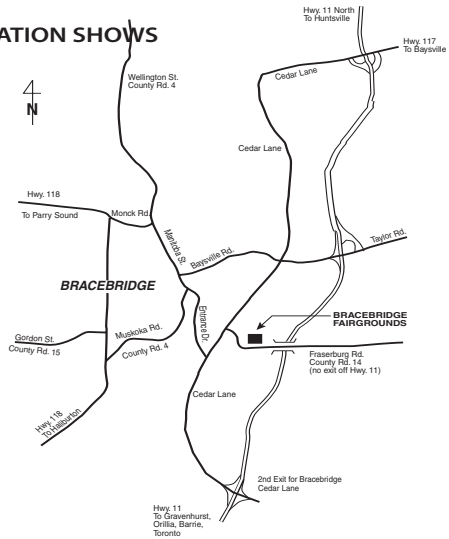 ATION SHOWS
Hwy. 11 North
To Huntsville
Hwy. 117
To Baysville
Cedar Lane
Wellington St.
County Rd. 4
N
Cedar Lane
Hwy. 118
To Parry Sound
Monck Rd.
Manitoba St
Baysville Rd.
Taylor Rd.
BRACEBRIDGE
Entrance Dr.
BRACEBRIDGE
FAIRGROUNDS
Muskoka Rd.
County Rd. 4
Gordon St.
County Rd. 15
Fraserburg Rd.
County Rd. 14
(no exit off Hwy. 11)
Cedar Lane
Hwy. 118
To Haliburton
2nd Exit for Bracebridge
Cedar Lane
Hwy. 11
To Gravenhurst,
Orillia, Barrie,
Toronto